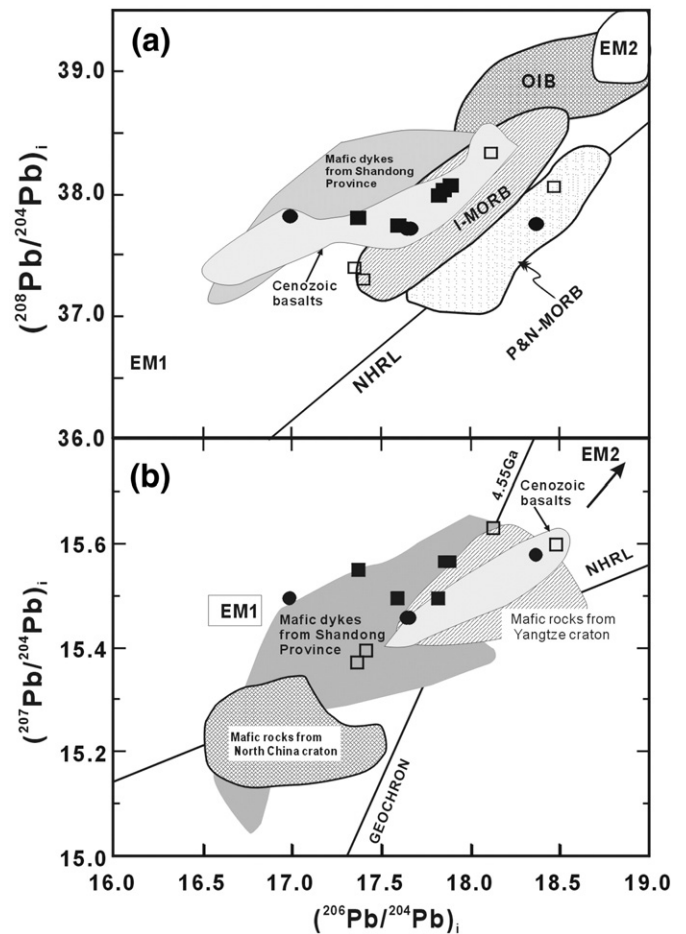 (a)
EM2
39.0
OIB
Mafic dykes
from Shandong
Province
38.0
I-MORB
(²⁰⁸Pb/²⁰⁴Pb)ᵢ
Cenozoic
basalts
37.0
P&N-MORB
EM1
NHRL
36.0
(b)
4.55Ga
EM2
Cenozoic
basalts
15.6
NHRL
EM1
Mafic dykes
from Shandong
Province
Mafic rocks from
Yangtze craton
15.4
(²⁰⁷Pb/²⁰⁴Pb)ᵢ
Mafic rocks from
North China craton
15.2
GEOCHRON
15.0
16.0 16.5 17.0 17.5 18.0 18.5 19.0
(²⁰⁶Pb/²⁰⁴Pb)ᵢ